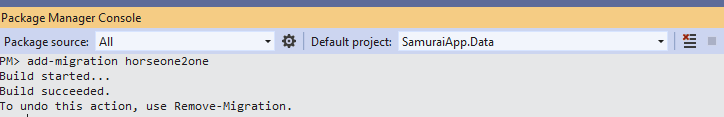 Package Manager Console
Package source: All Default project: SamuraiApp.Data
PM> add-migration horseone2one
Build started...
Build succeeded.
To undo this action, use Remove-Migration.